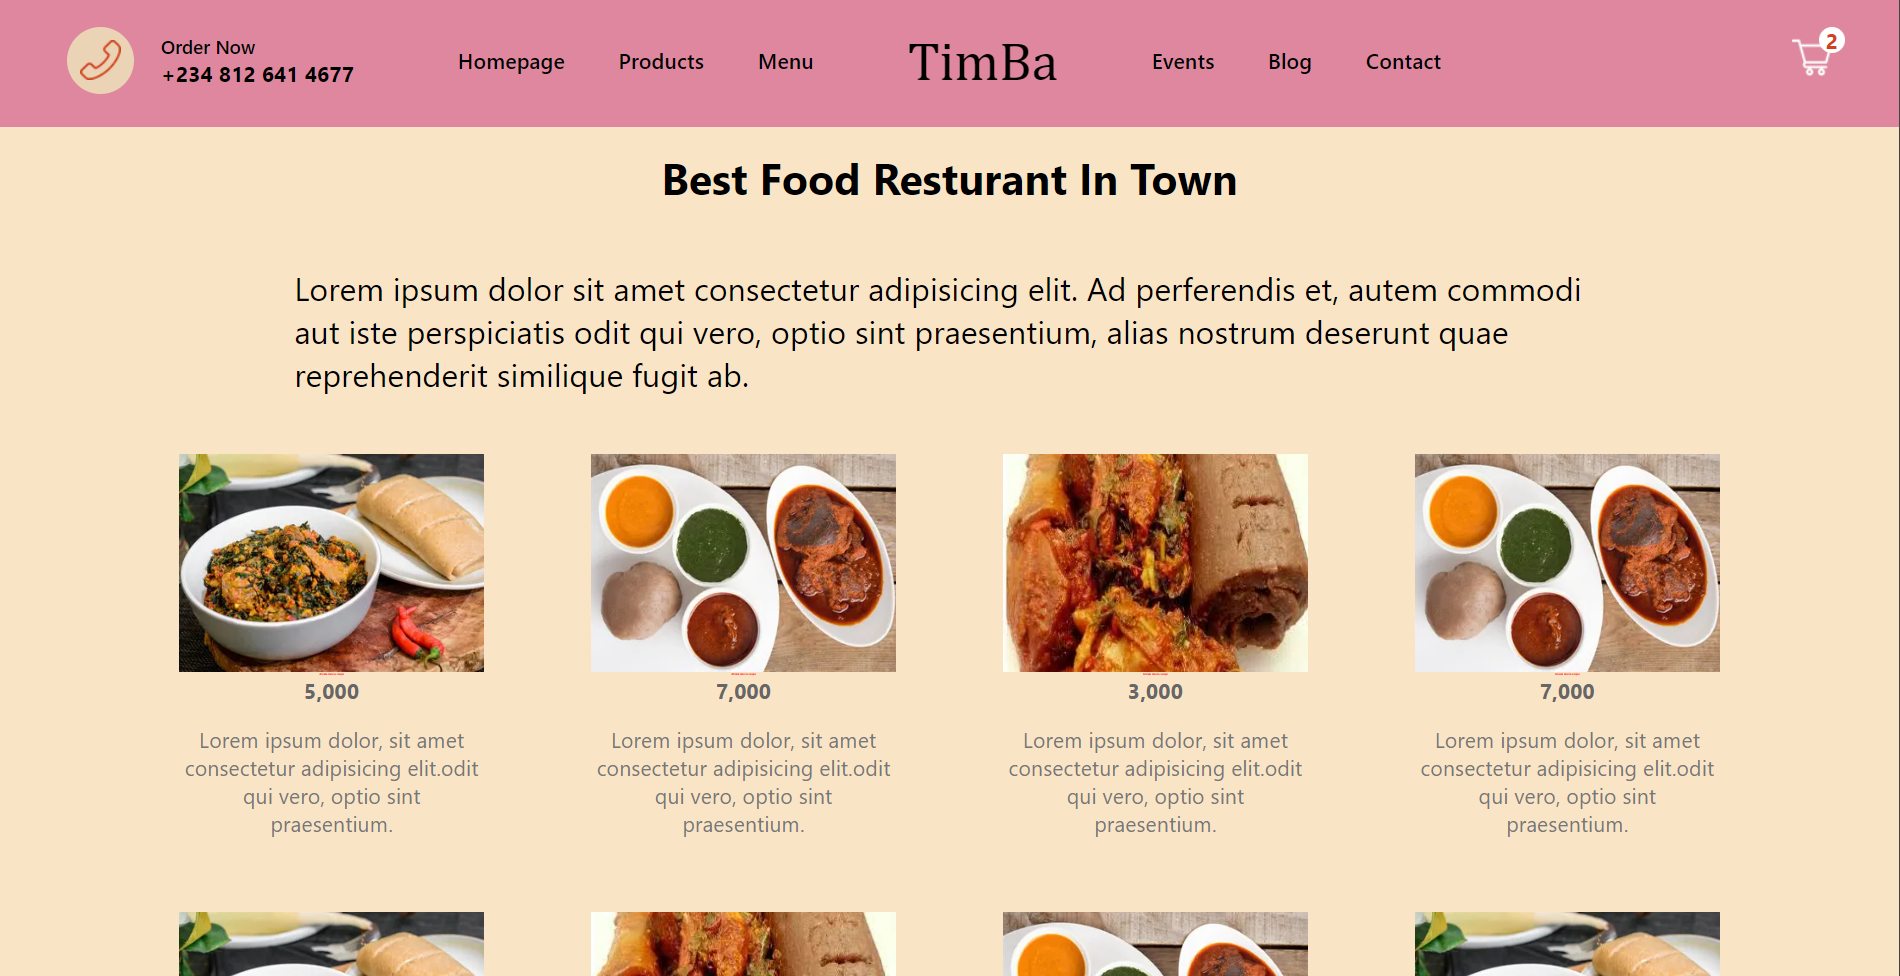 Order Now
+234 812 641 4677
Homepage
Products
Menu
TimBa
Events
Blog
Contact
2
Best Food Resturant In Town
Lorem ipsum dolor sit amet consectetur adipisicing elit. Ad perferendis et, autem commodi
aut iste perspiciatis odit qui vero, optio sint praesentium, alias nostrum deserunt quae
reprehenderit similique fugit ab.
5,000
Lorem ipsum dolor, sit amet
consectetur adipisicing elit.odit
qui vero, optio sint
praesentium.
7,000
Lorem ipsum dolor, sit amet
consectetur adipisicing elit.odit
qui vero, optio sint
praesentium.
3,000
Lorem ipsum dolor, sit amet
consectetur adipisicing elit.odit
qui vero, optio sint
praesentium.
7,000
Lorem ipsum dolor, sit amet
consectetur adipisicing elit.odit
qui vero, optio sint
praesentium.